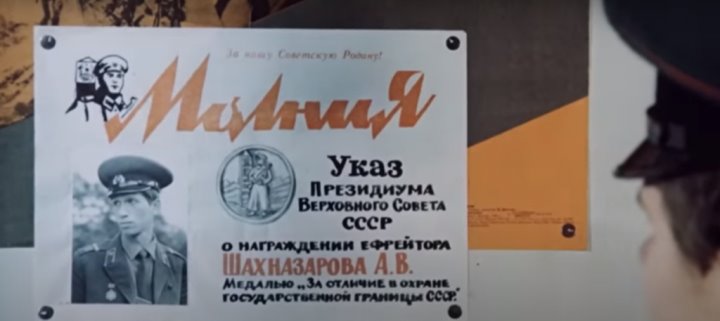 За нашу Советскую Родину!
Молния
Указ
Президиума
Верховного Совета
СССР
о награждении ефрейтора
Шахназарова А.В.
Медалью „За отличие в охране
государственной границы СССР".